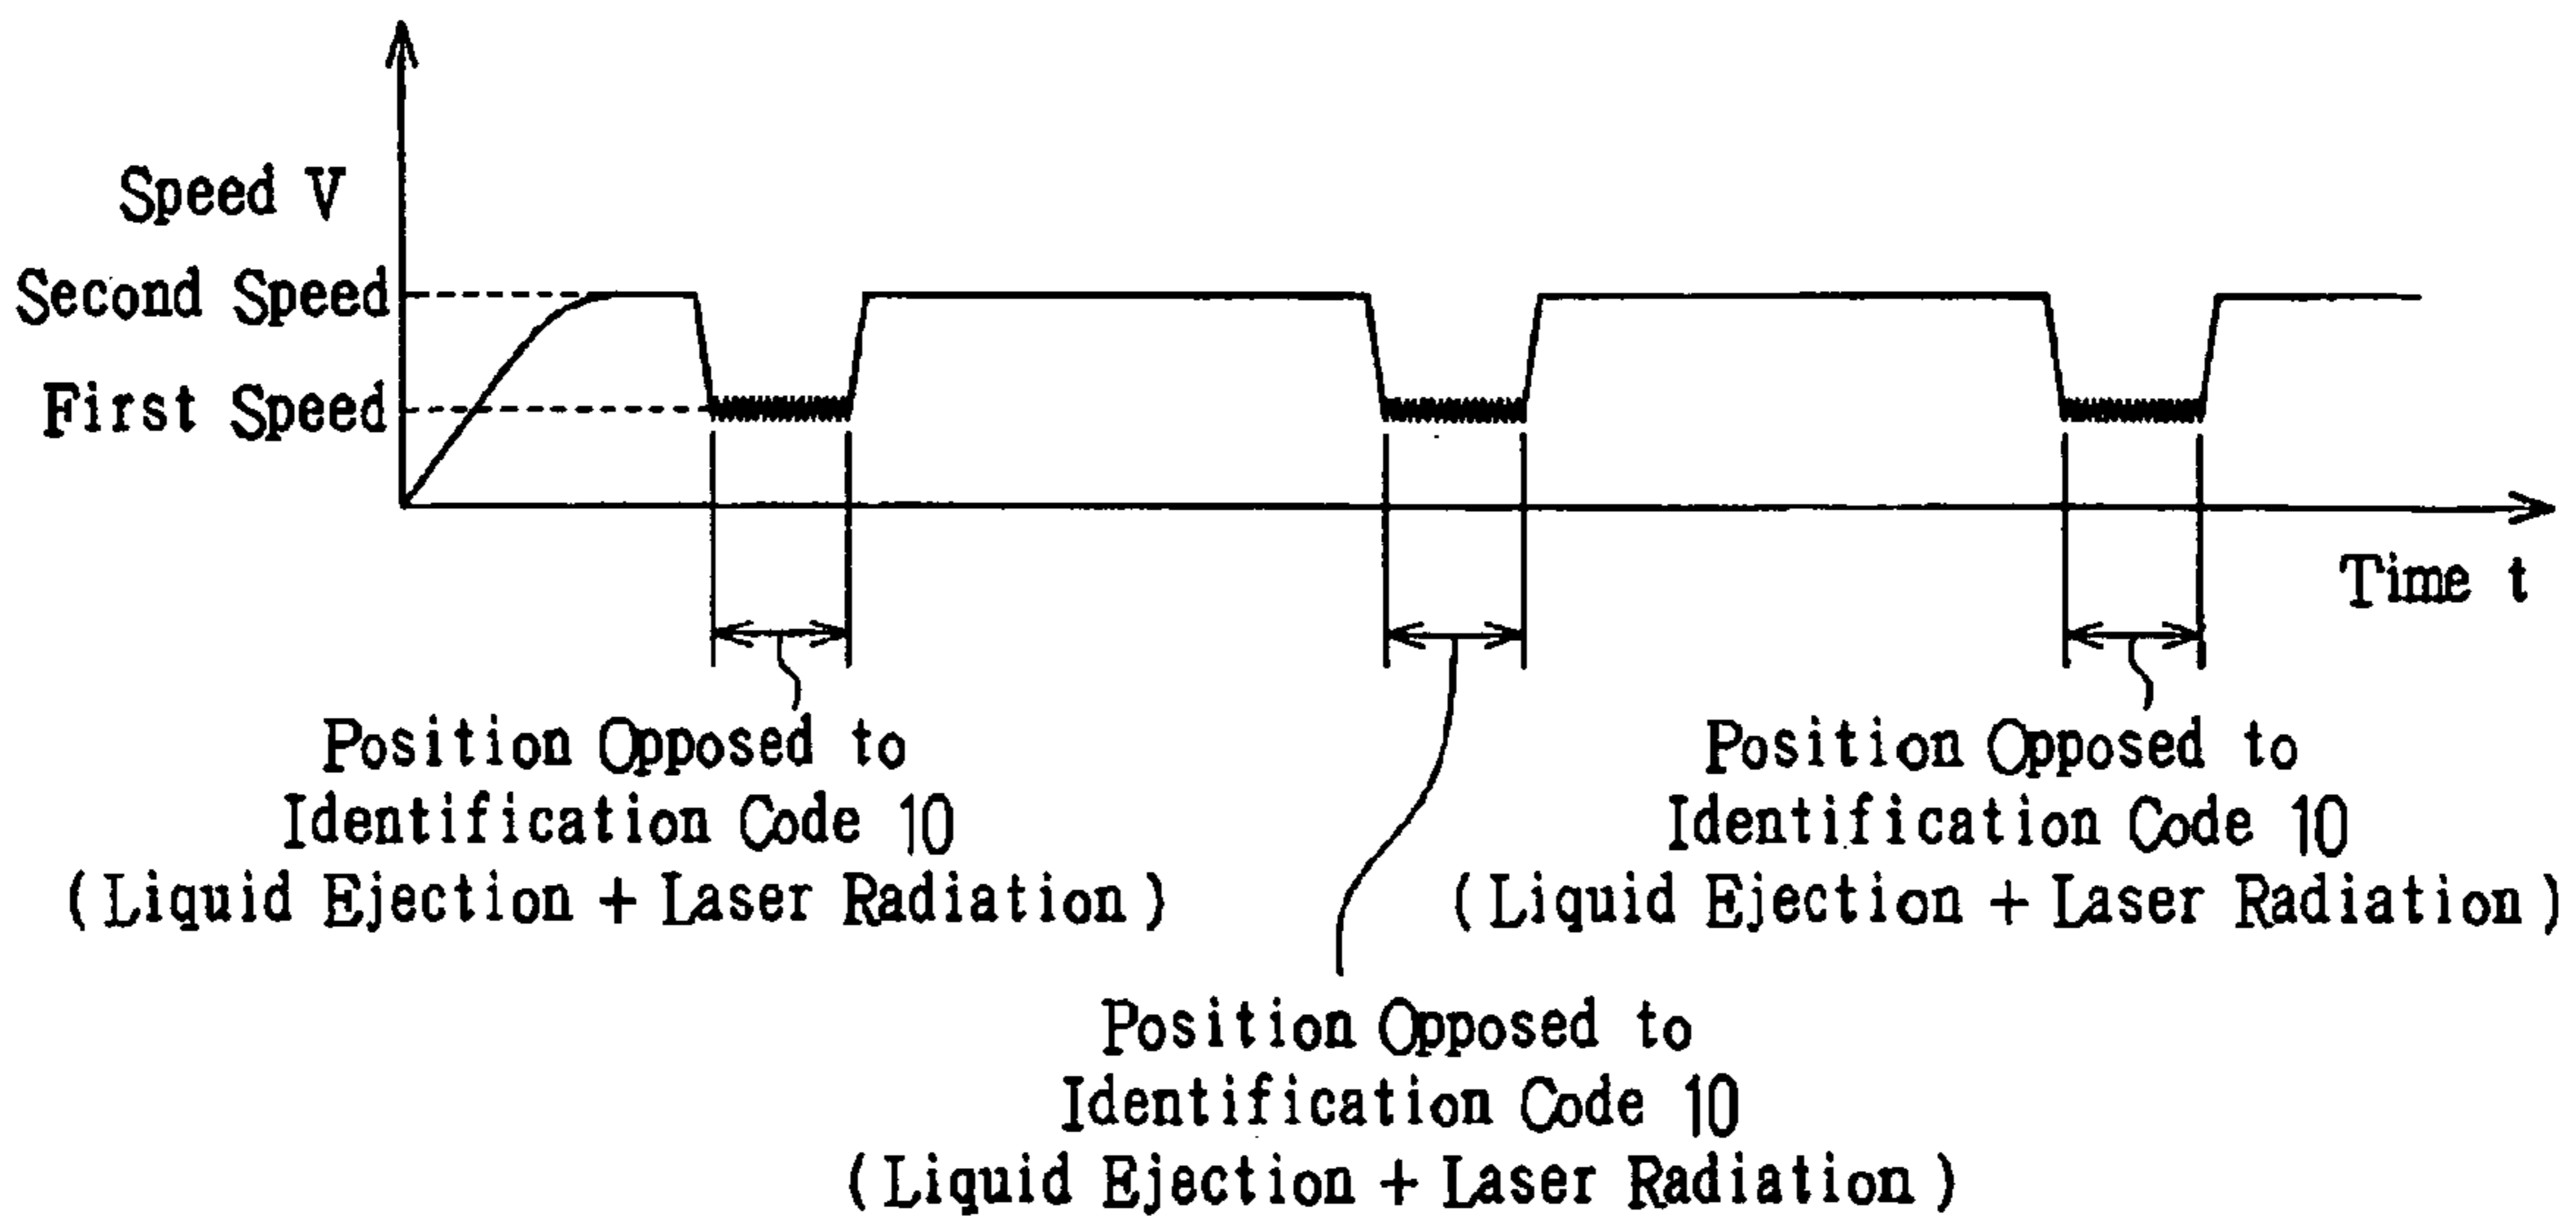 Speed V
Second Speed
First Speed
Time t
Position Opposed to
Identification Code 10
(Liquid Ejection + Laser Radiation)
Position Opposed to
Identification Code 10
(Liquid Ejection + Laser Radiation)
Position Opposed to
Identification Code 10
(Liquid Ejection + Laser Radiation)